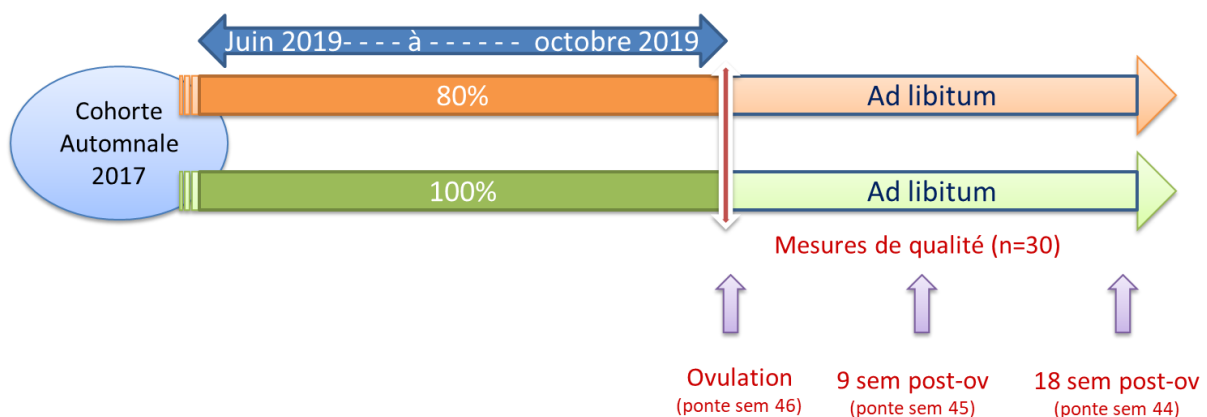 Juin 2019- - - - à - - - - - - octobre 2019
Cohorte
Automnale
2017
80%
Ad libitum
100%
Ad libitum
Mesures de qualité (n=30)
Ovulation
(ponte sem 46)
9 sem post-ov
(ponte sem 45)
18 sem post-ov
(ponte sem 44)